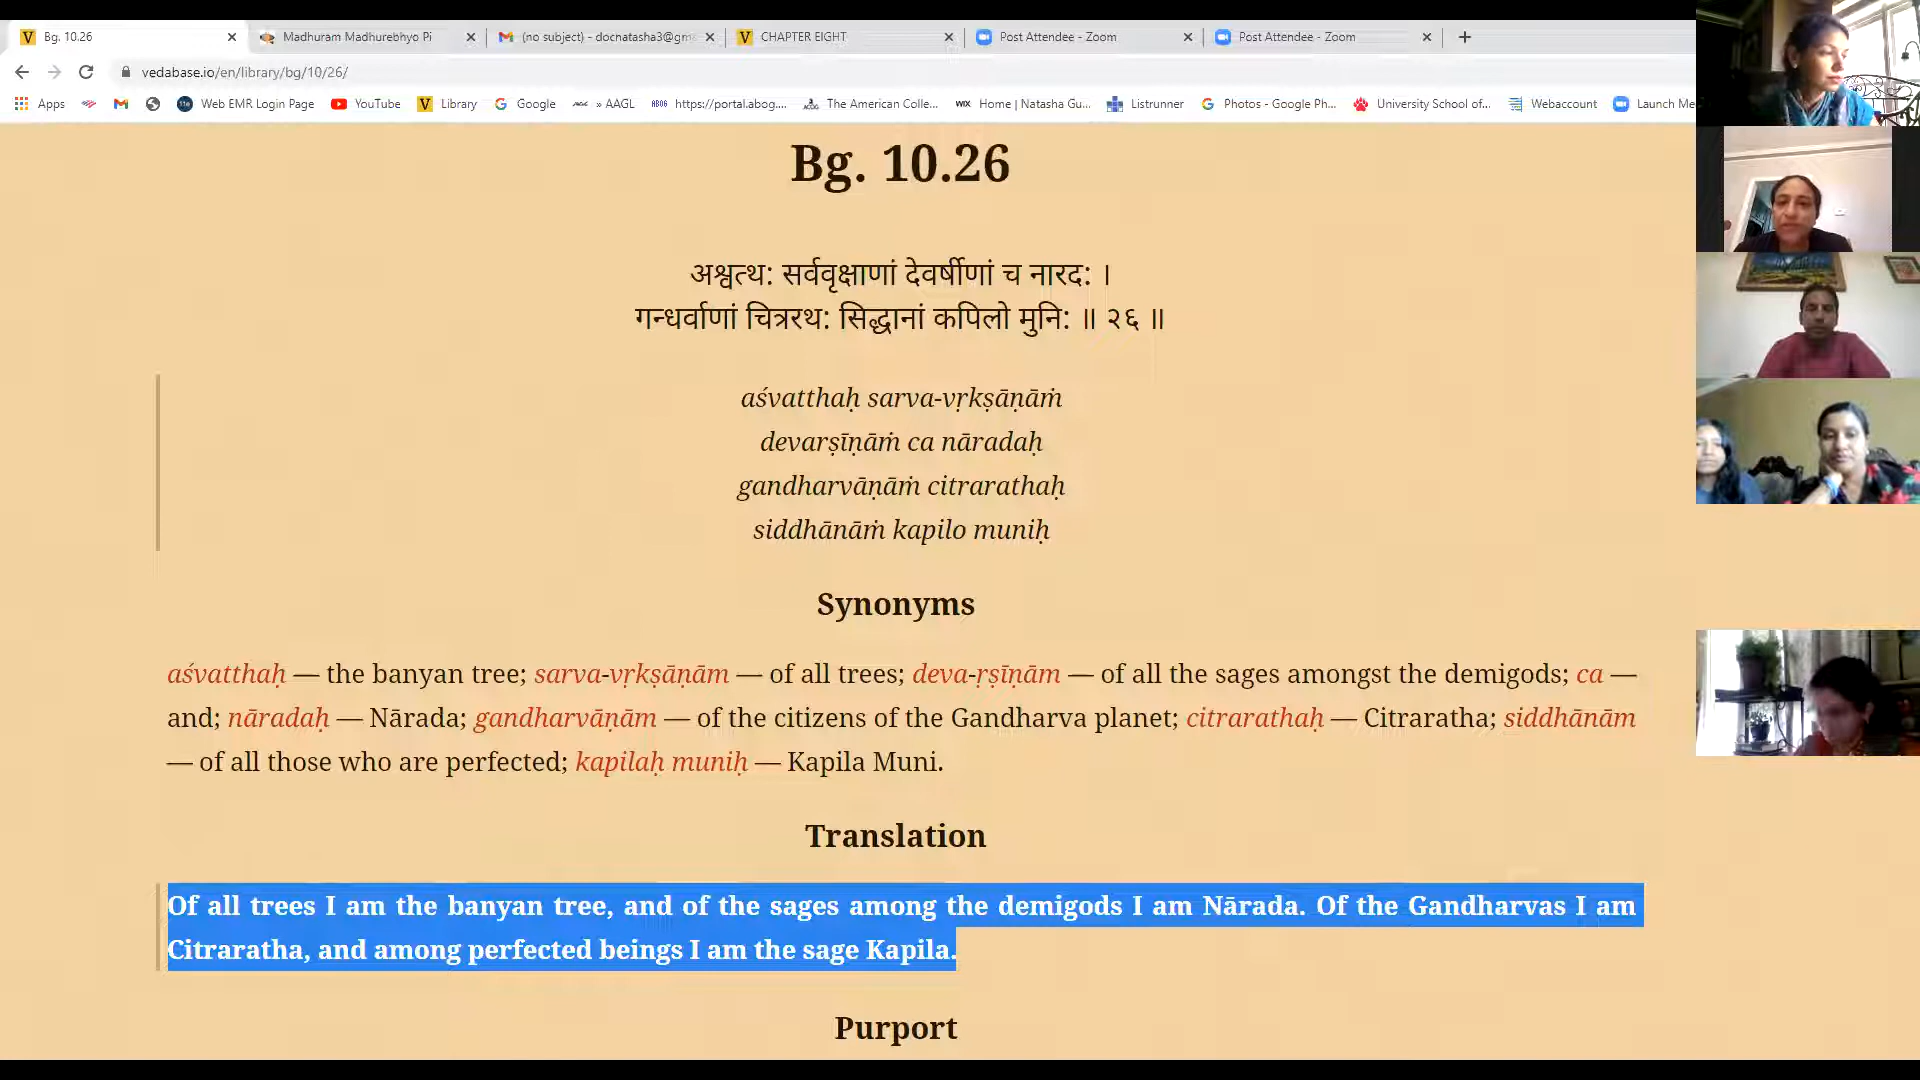 Bg. 10.26
Madhuram Madhurebhyo Pi
(no subject) - docnatasha3@gm
CHAPTER EIGHT
Post Attendee - Zoom
Post Attendee - Zoom
vedabase.io/en/library/bg/10/26/
Apps
Web EMR Login Page
YouTube
Library
Google
» AAGL
https://portal.abog....
The American Colle...
Home | Natasha Gu...
Listrunner
Photos - Google Ph...
University School of...
Webaccount
Launch Me
Bg. 10.26
अश्वत्थ: सर्ववृक्षाणां देवर्षीणां च नारद: ।
गन्धर्वाणां चित्ररथ: सिद्धानां कपिलो मुनि: ॥ २६ ॥
aśvatthaḥ sarva-vṛkṣāṇāṁ
devarṣīṇāṁ ca nāradaḥ
gandharvāṇāṁ citrarathaḥ
siddhānāṁ kapilo muniḥ
Synonyms
aśvatthaḥ — the banyan tree; sarva-vṛkṣāṇām — of all trees; deva-ṛṣīṇām — of all the sages amongst the demigods; ca —
and; nāradaḥ — Nārada; gandharvāṇām — of the citizens of the Gandharva planet; citrarathaḥ — Citraratha; siddhānām
— of all those who are perfected; kapilaḥ muniḥ — Kapila Muni.
Translation
Of all trees I am the banyan tree, and of the sages among the demigods I am Nārada. Of the Gandharvas I am
Citraratha, and among perfected beings I am the sage Kapila.
Purport